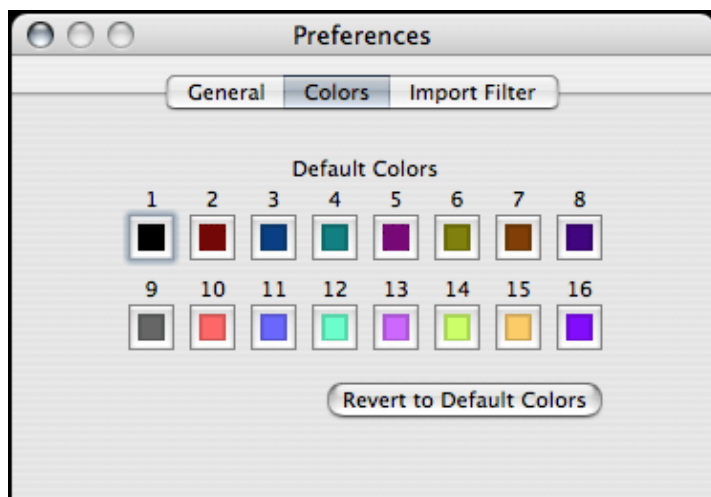 Preferences
General Colors Import Filter
Default Colors
1 2 3 4 5 6 7 8
9 10 11 12 13 14 15 16
Revert to Default Colors